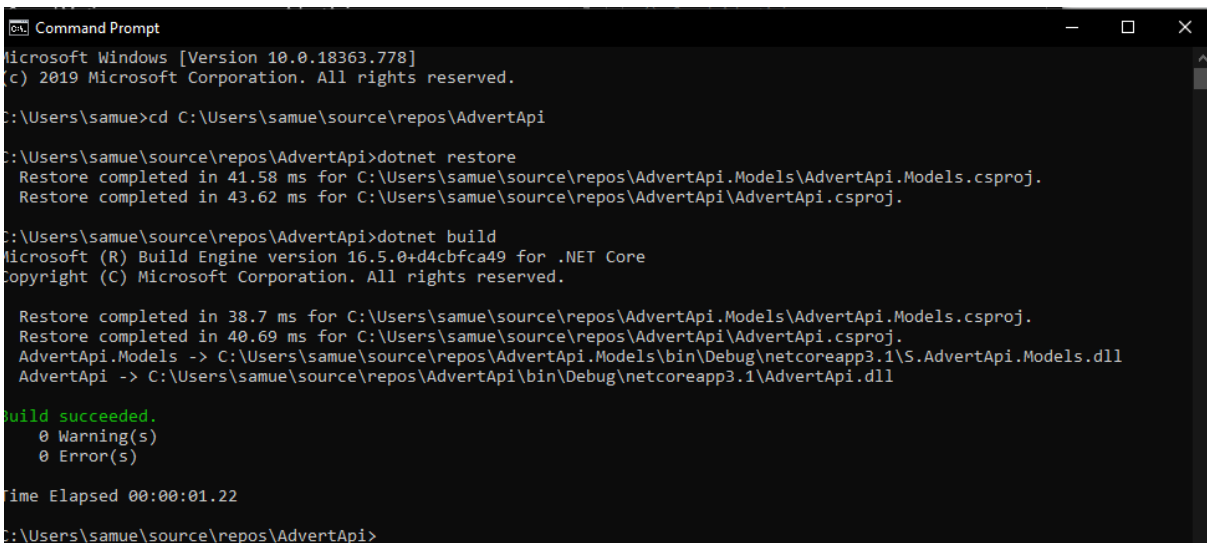 Command Prompt
Microsoft Windows [Version 10.0.18363.778]
(c) 2019 Microsoft Corporation. All rights reserved.
C:\Users\samue>cd C:\Users\samue\source\repos\AdvertApi
C:\Users\samue\source\repos\AdvertApi>dotnet restore
Restore completed in 41.58 ms for C:\Users\samue\source\repos\AdvertApi.Models\AdvertApi.Models.csproj.
Restore completed in 43.62 ms for C:\Users\samue\source\repos\AdvertApi\AdvertApi.csproj.
C:\Users\samue\source\repos\AdvertApi>dotnet build
Microsoft (R) Build Engine version 16.5.0+d4cbfca49 for .NET Core
Copyright (C) Microsoft Corporation. All rights reserved.
Restore completed in 38.7 ms for C:\Users\samue\source\repos\AdvertApi.Models\AdvertApi.Models.csproj.
Restore completed in 40.69 ms for C:\Users\samue\source\repos\AdvertApi\AdvertApi.csproj.
AdvertApi.Models -> C:\Users\samue\source\repos\AdvertApi.Models\bin\Debug\netcoreapp3.1\S.AdvertApi.Models.dll
AdvertApi -> C:\Users\samue\source\repos\AdvertApi\bin\Debug\netcoreapp3.1\AdvertApi.dll
Build succeeded.
0 Warning(s)
0 Error(s)
Time Elapsed 00:00:01.22
C:\Users\samue\source\repos\AdvertApi>